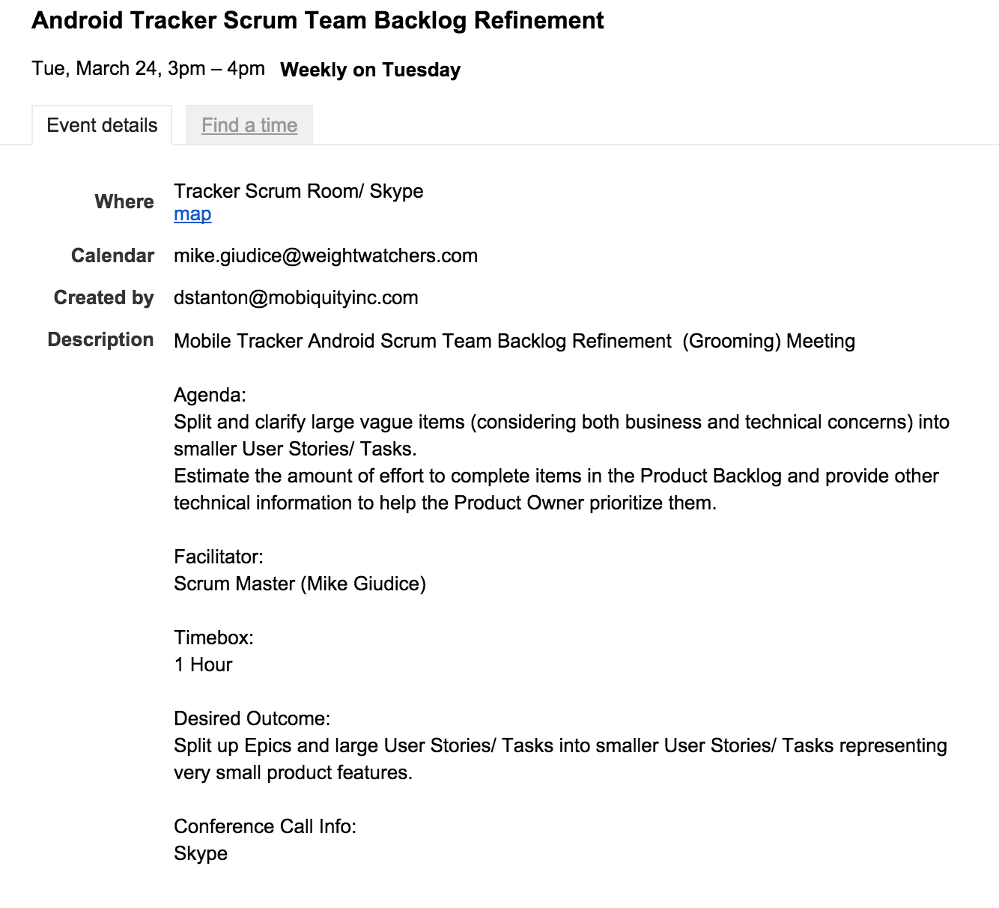 Android Tracker Scrum Team Backlog Refinement
Tue, March 24, 3pm – 4pm Weekly on Tuesday
Event details Find a time
Where Tracker Scrum Room/ Skype
map
Calendar mike.giudice@weightwatchers.com
Created by dstanton@mobiquityinc.com
Description Mobile Tracker Android Scrum Team Backlog Refinement  (Grooming) Meeting
Agenda:
Split and clarify large vague items (considering both business and technical concerns) into
smaller User Stories/ Tasks.
Estimate the amount of effort to complete items in the Product Backlog and provide other
technical information to help the Product Owner prioritize them.
Facilitator:
Scrum Master (Mike Giudice)
Timebox:
1 Hour
Desired Outcome:
Split up Epics and large User Stories/ Tasks into smaller User Stories/ Tasks representing
very small product features.
Conference Call Info:
Skype